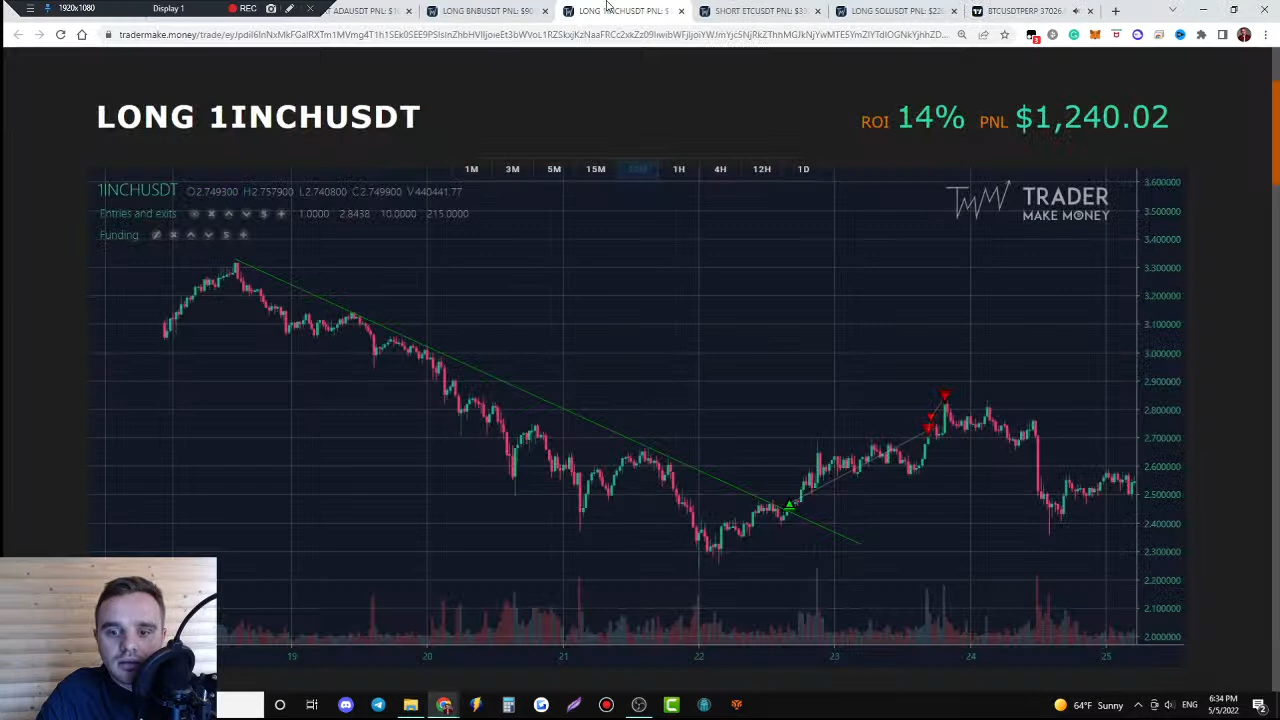 1920x1080
Display 1
REC
ADAUSDT PNL: $1
LONG BNBUSDT PNL: $90
LONG 1INCHUSDT PNL: $
SHORT ETCUSDT PNL: $3
LONG SOLUSDT PNL: $
BTCUSDTPERP 37026
LONG 1INCHUSDT
ROI 14% PNL $1,240.02
1M 3M 5M 15M 30M 1H 4H 12H 1D
1INCHUSDT O2.749300 H2.757900 L2.740800 C2.749900 V440441.77
Entries and exits 1.0000 2.8438 10.0000 215.0000
Funding
TRADER
MAKE MONEY
3.600000
3.500000
3.400000
3.300000
3.200000
3.100000
3.000000
2.900000
2.800000
2.700000
2.600000
2.500000
2.400000
2.300000
2.200000
2.100000
2.000000
19 20 21 22 23 24 25
64°F Sunny
ENG
6:34 PM
5/5/2022